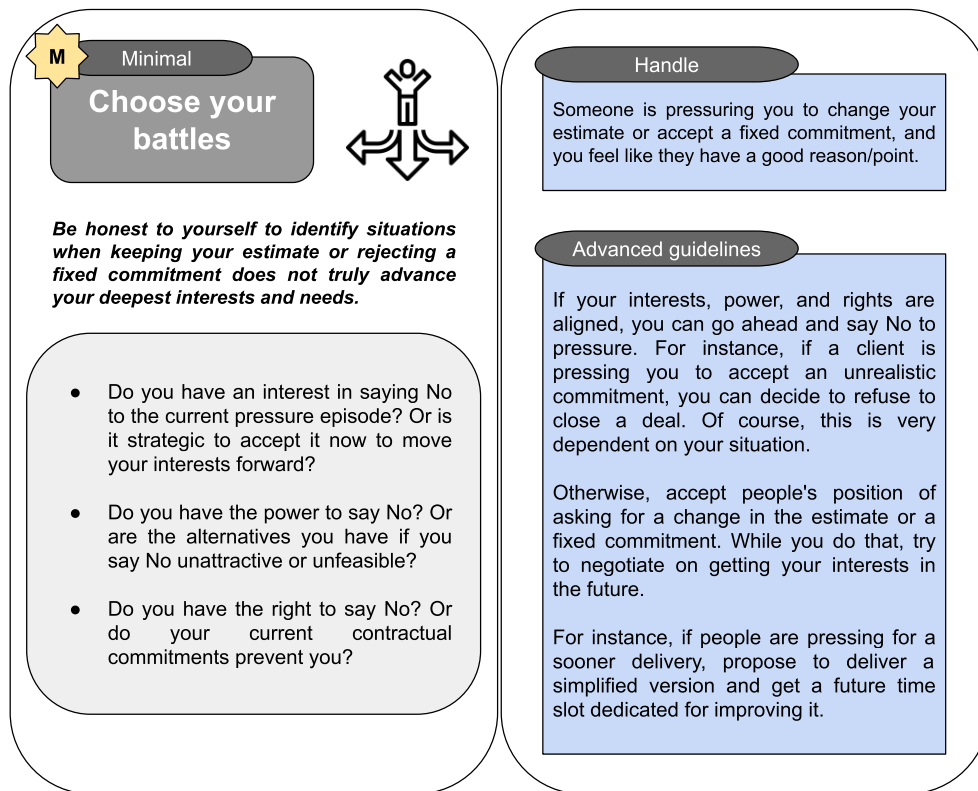 M
Minimal
Choose your
battles
Be honest to yourself to identify situations
when keeping your estimate or rejecting a
fixed commitment does not truly advance
your deepest interests and needs.
● Do you have an interest in saying No
to the current pressure episode? Or is
it strategic to accept it now to move
your interests forward?
● Do you have the power to say No? Or
are the alternatives you have if you
say No unattractive or unfeasible?
● Do you have the right to say No? Or
do your current contractual
commitments prevent you?
Handle
Someone is pressuring you to change your
estimate or accept a fixed commitment, and
you feel like they have a good reason/point.
Advanced guidelines
If your interests, power, and rights are
aligned, you can go ahead and say No to
pressure. For instance, if a client is
pressing you to accept an unrealistic
commitment, you can decide to refuse to
close a deal. Of course, this is very
dependent on your situation.
Otherwise, accept people's position of
asking for a change in the estimate or a
fixed commitment. While you do that, try
to negotiate on getting your interests in
the future.
For instance, if people are pressing for a
sooner delivery, propose to deliver a
simplified version and get a future time
slot dedicated for improving it.